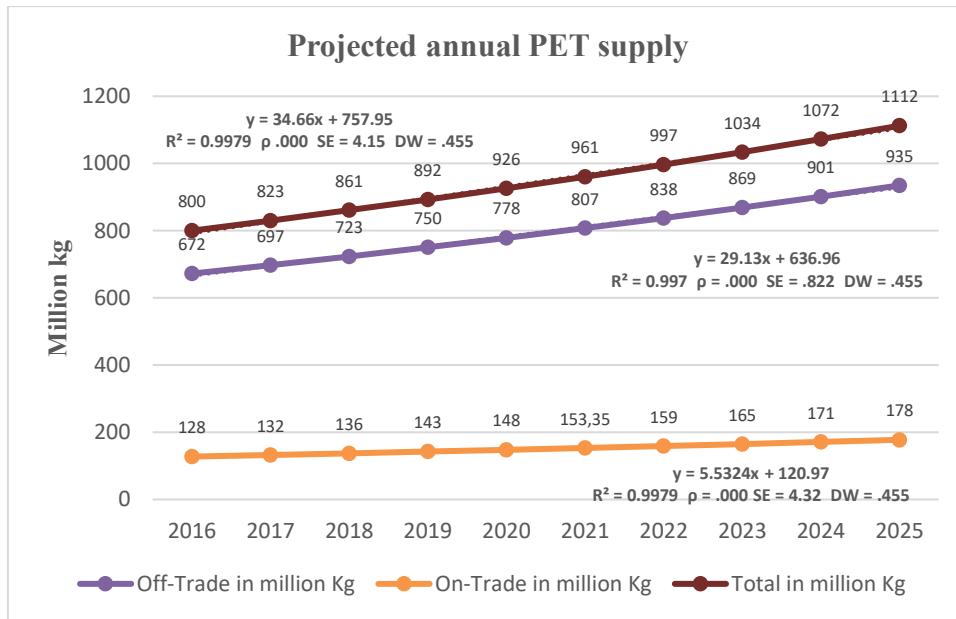 Projected annual PET supply
Million kg
1200
1000
800
600
400
200
0
y = 34.66x + 757.95
R² = 0.9979 ρ .000 SE = 4.15 DW = .455
800 823 861 892 926 961 997 1034 1072 1112
672 697 723 750 778 807 838 869 901 935
y = 29.13x + 636.96
R² = 0.997 ρ = .000 SE = .822 DW = .455
128 132 136 143 148 153,35 159 165 171 178
y = 5.5324x + 120.97
R² = 0.9979 ρ = .000 SE = 4.32 DW = .455
2016 2017 2018 2019 2020 2021 2022 2023 2024 2025
Off-Trade in million Kg On-Trade in million Kg Total in million Kg